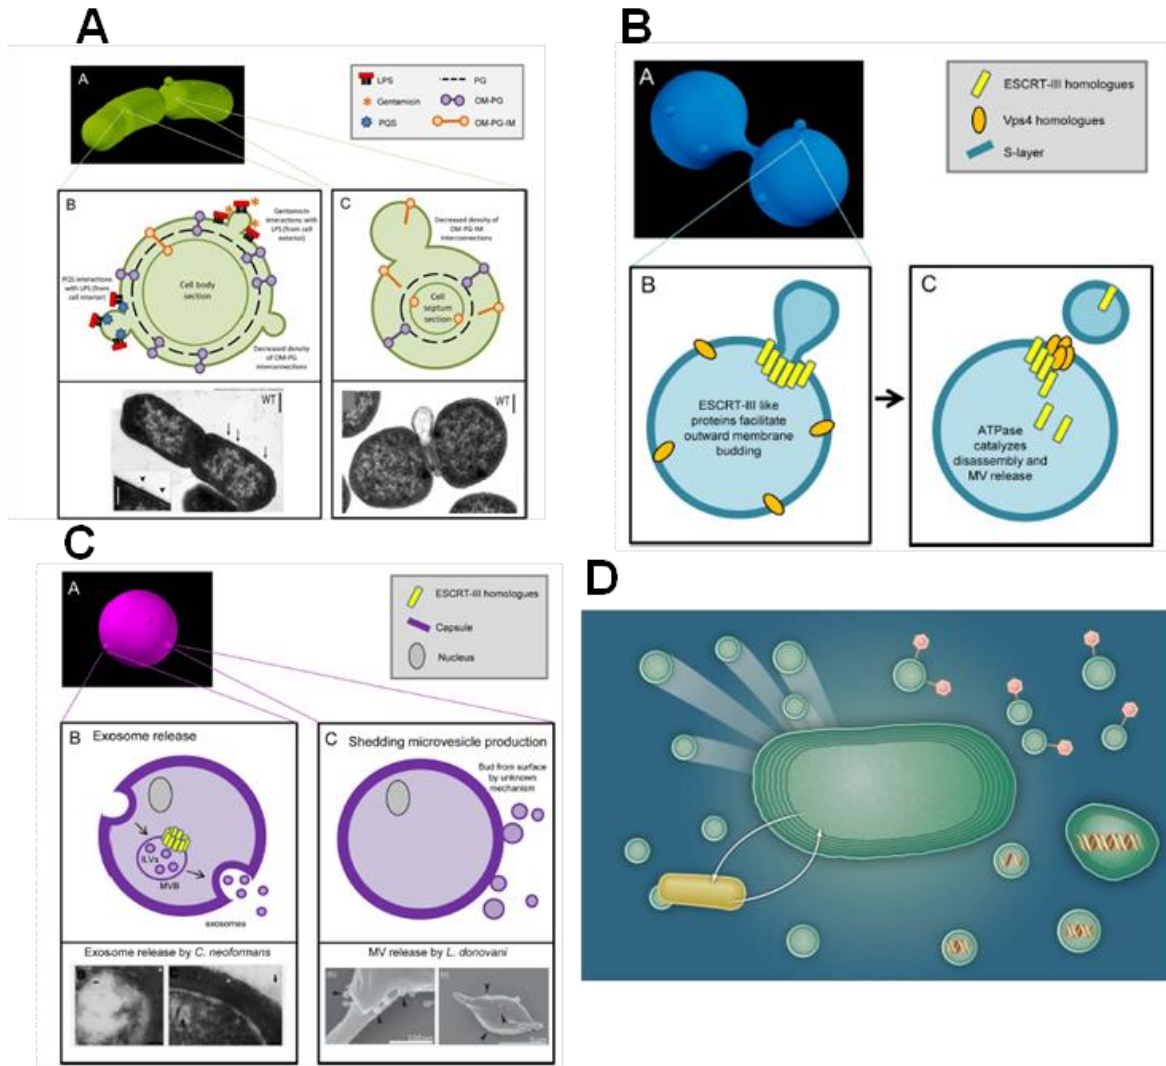 A
A
LPS
PG
Gentamicin
OM-PG
PQS
OM-PG-IM
B
Gentamicin
interactions with
LPS (from cell
exterior)
PQS interactions
with LPS (from
cell interior)
Cell body
section
Decreased density
of OM-PG
interconnections
C
Decreased density of
OM-PG-IM
interconnections
Cell
septum
section
WT
WT
B
A
ESCRT-III homologues
Vps4 homologues
S-layer
B
ESCRT-III like
proteins facilitate
outward membrane
budding
C
ATPase
catalyzes
disassembly and
MV release
C
A
ESCRT-III homologues
Capsule
Nucleus
B
Exosome release
ILVs
MVB
exosomes
Exosome release by C. neoformans
C
Shedding microvesicle production
Bud from surface
by unknown
mechanism
MV release by L. donovani
D